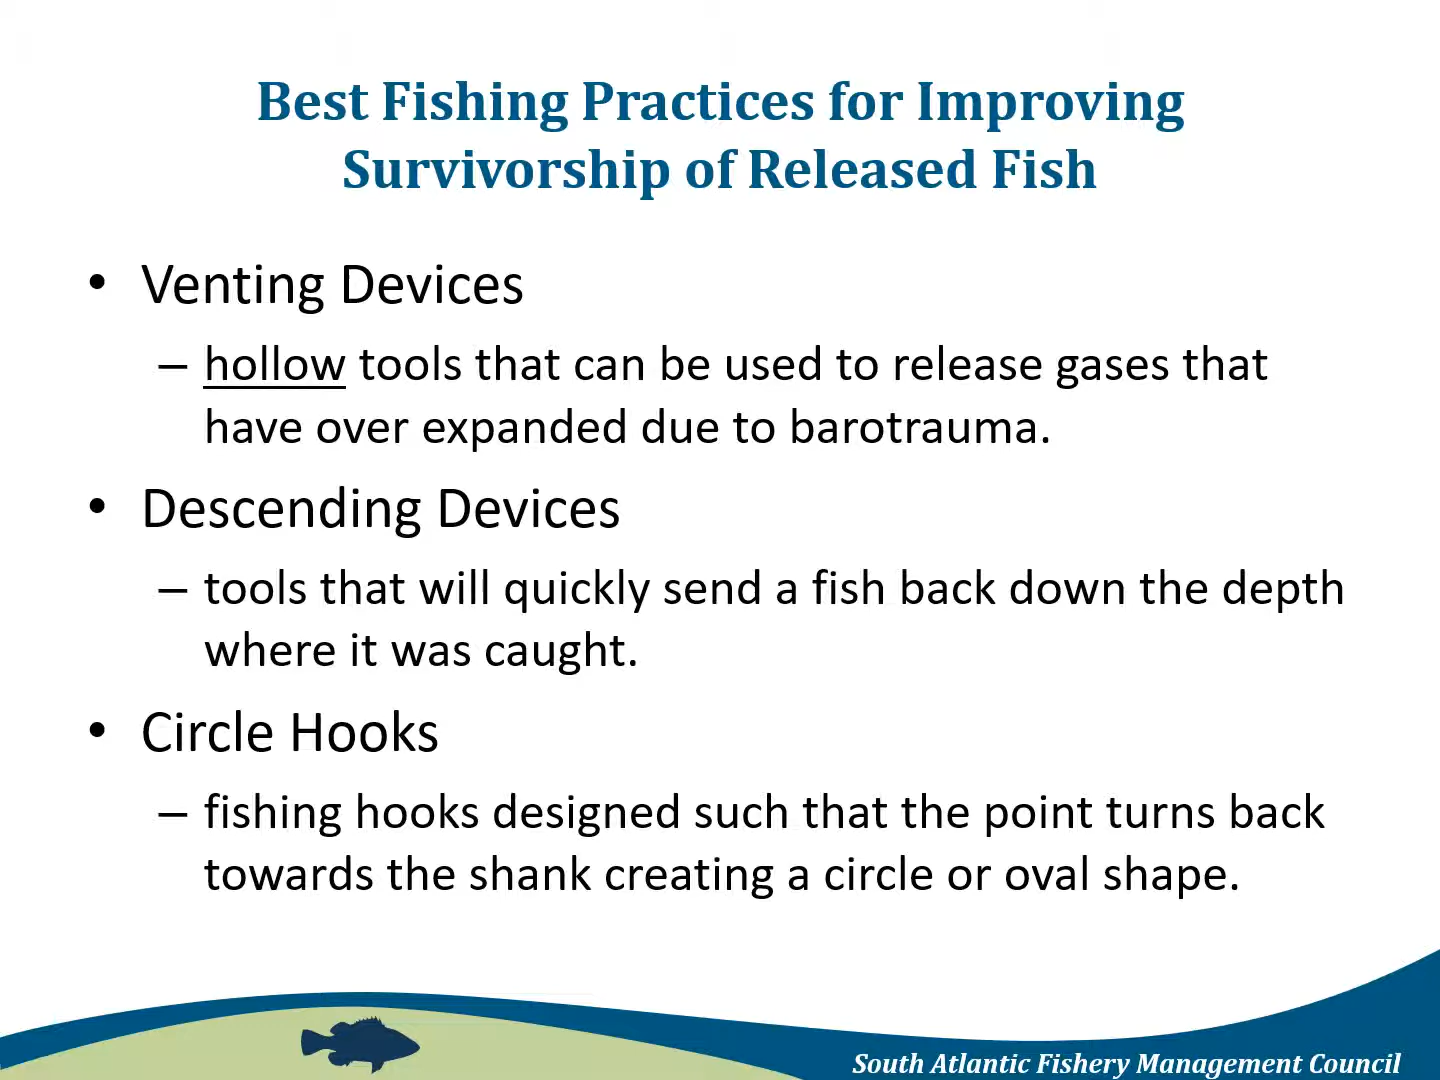 Best Fishing Practices for Improving
Survivorship of Released Fish
• Venting Devices
– hollow tools that can be used to release gases that
have over expanded due to barotrauma.
• Descending Devices
– tools that will quickly send a fish back down the depth
where it was caught.
• Circle Hooks
– fishing hooks designed such that the point turns back
towards the shank creating a circle or oval shape.
South Atlantic Fishery Management Council